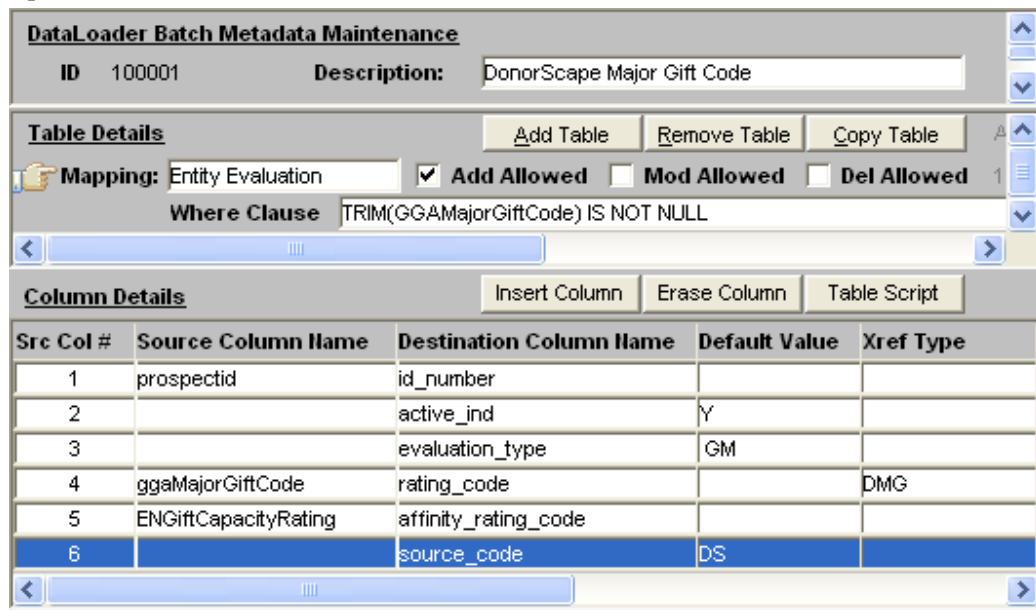 DataLoader Batch Metadata Maintenance
ID 100001 Description: DonorScape Major Gift Code
Table Details Add Table Remove Table Copy Table A
Mapping: Entity Evaluation Add Allowed Mod Allowed Del Allowed 1
Where Clause TRIM(GGAMajorGiftCode) IS NOT NULL
Column Details Insert Column Erase Column Table Script
Src Col # Source Column Name Destination Column Name Default Value Xref Type
1 prospectid id_number
2 active_ind Y
3 evaluation_type GM
4 ggaMajorGiftCode rating_code DMG
5 ENGiftCapacityRating affinity_rating_code
6 source_code DS